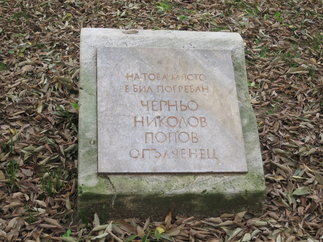 НА ТОВА МЯСТО
Е БИЛ ПОГРЕБАН
ЧЕРНЬО
НИКОЛОВ
ПОПОВ
ОПЪЛЧЕНЕЦ